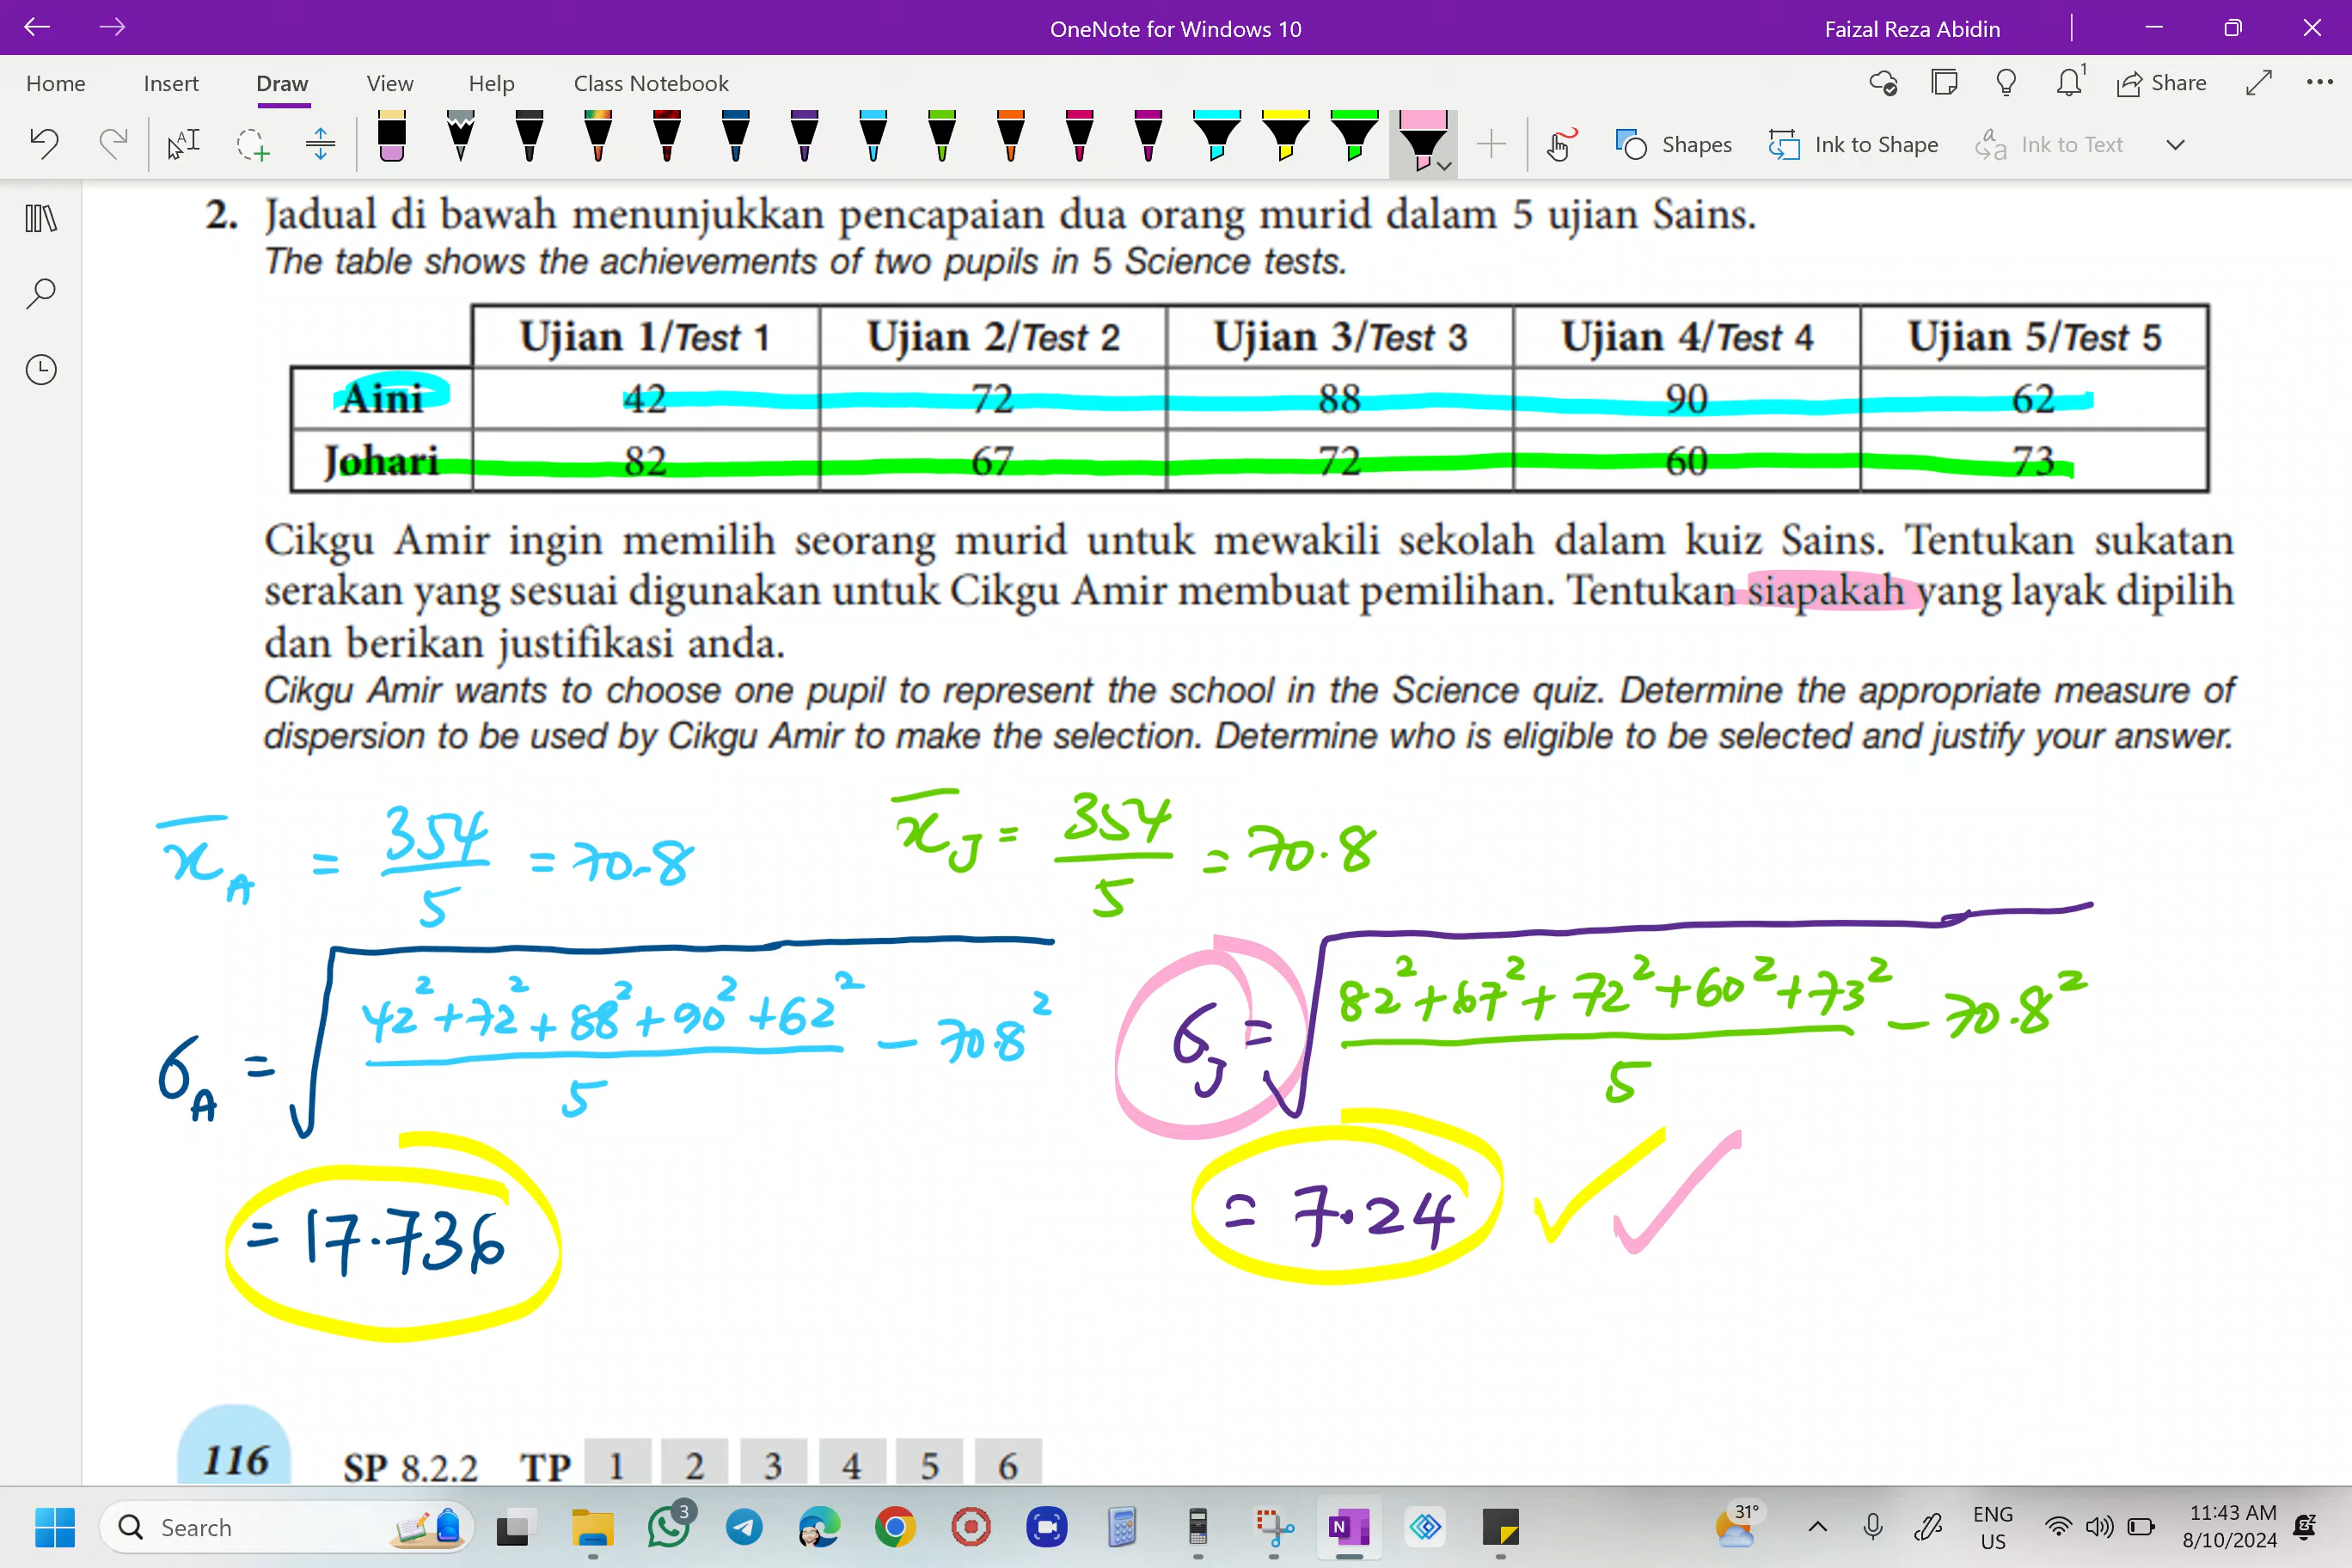 OneNote for Windows 10
Faizal Reza Abidin
Home Insert Draw View Help Class Notebook
1 Share
Shapes Ink to Shape Ink to Text
2. Jadual di bawah menunjukkan pencapaian dua orang murid dalam 5 ujian Sains.
The table shows the achievements of two pupils in 5 Science tests.
Ujian 1/Test 1 Ujian 2/Test 2 Ujian 3/Test 3 Ujian 4/Test 4 Ujian 5/Test 5
Aini 42 72 88 90 62
Johari 82 67 72 60 73
Cikgu Amir ingin memilih seorang murid untuk mewakili sekolah dalam kuiz Sains. Tentukan sukatan
serakan yang sesuai digunakan untuk Cikgu Amir membuat pemilihan. Tentukan siapakah yang layak dipilih
dan berikan justifikasi anda.
Cikgu Amir wants to choose one pupil to represent the school in the Science quiz. Determine the appropriate measure of
dispersion to be used by Cikgu Amir to make the selection. Determine who is eligible to be selected and justify your answer.
x̄_A = 354/5 = 70.8
x̄_J = 354/5 = 70.8
σ_A = √((42² + 72² + 88² + 90² + 62²)/5 − 70.8²)
σ_J = √((82² + 67² + 72² + 60² + 73²)/5 − 70.8²)
= 17.736
= 7.24
116 SP 8.2.2 TP 1 2 3 4 5 6
Search
3
31°
ENG
US
11:43 AM
8/10/2024